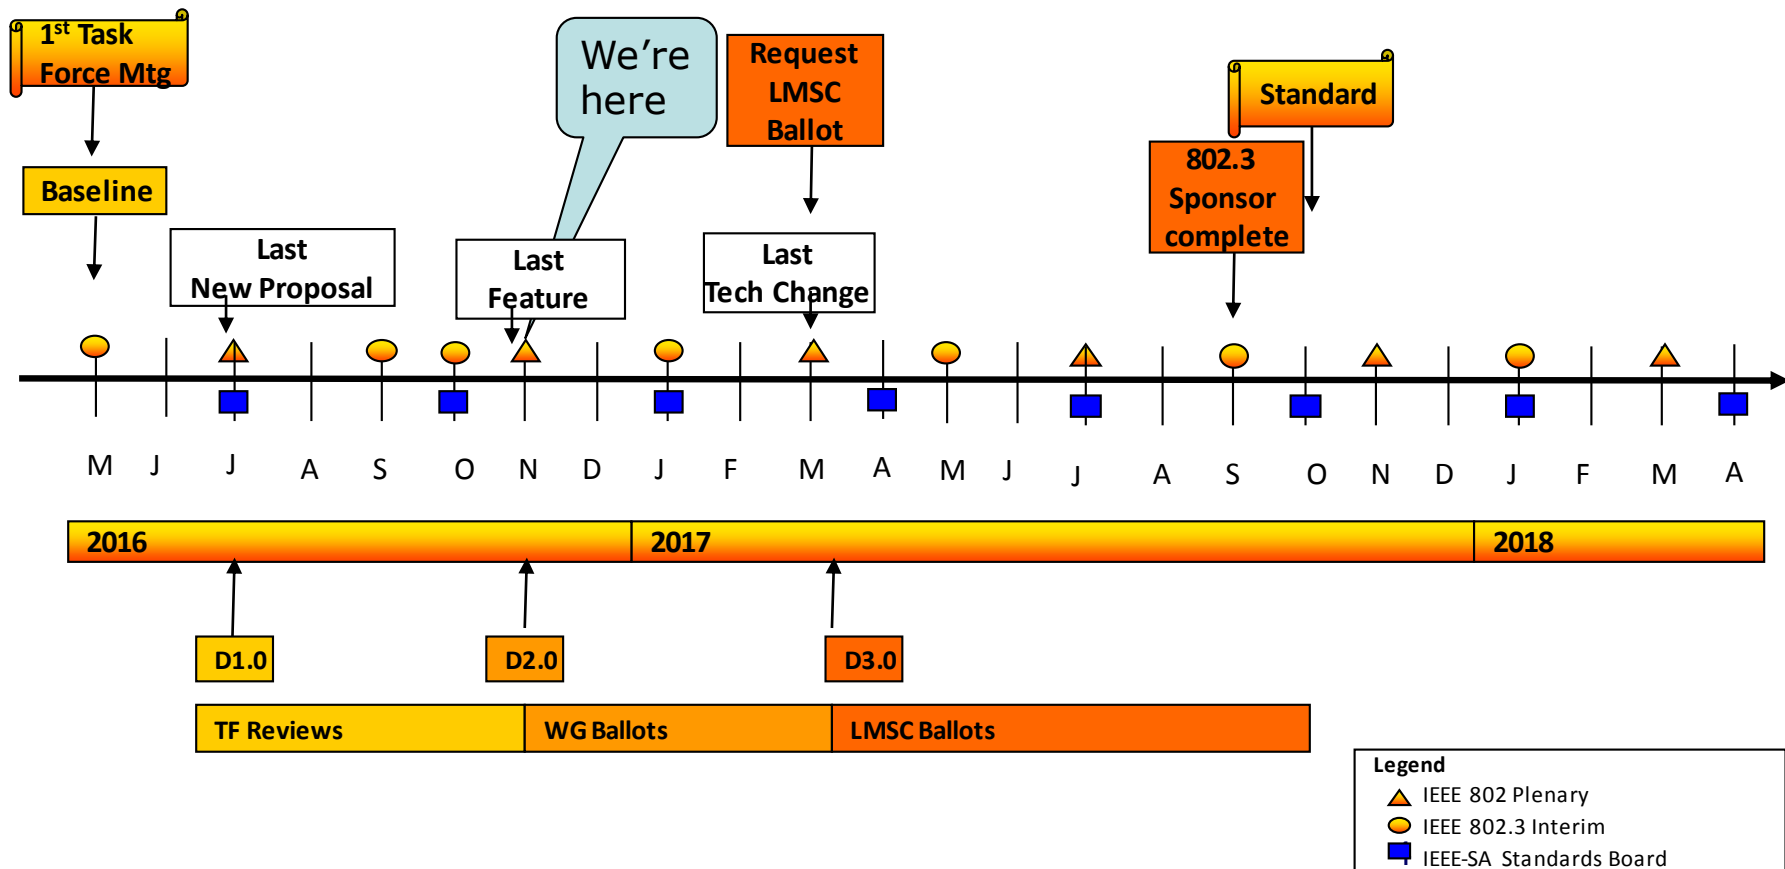 1st Task
Force Mtg
We're
here
Request
LMSC
Ballot
Standard
802.3
Sponsor
complete
Baseline
Last
New Proposal
Last
Feature
Last
Tech Change
M J J A S O N D J F M A M J J A S O N D J F M A
2016 2017 2018
D1.0 D2.0 D3.0
TF Reviews WG Ballots LMSC Ballots
Legend
IEEE 802 Plenary
IEEE 802.3 Interim
IEEE-SA Standards Board